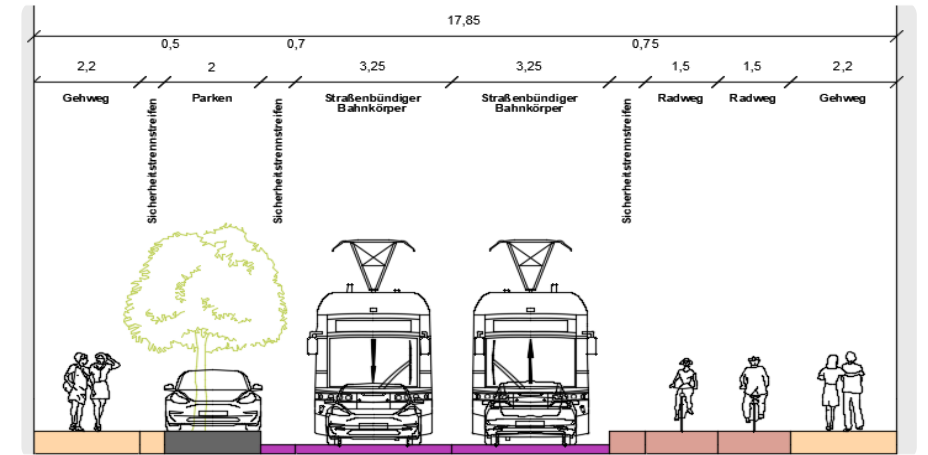 17,85
0,5
0,7
0,75
2,2
2
3,25
3,25
1,5
1,5
2,2
Gehweg
Sicherheitstrennstreifen
Parken
Sicherheitstrennstreifen
Straßenbündiger
Bahnkörper
Straßenbündiger
Bahnkörper
Sicherheitstrennstreifen
Radweg
Radweg
Gehweg